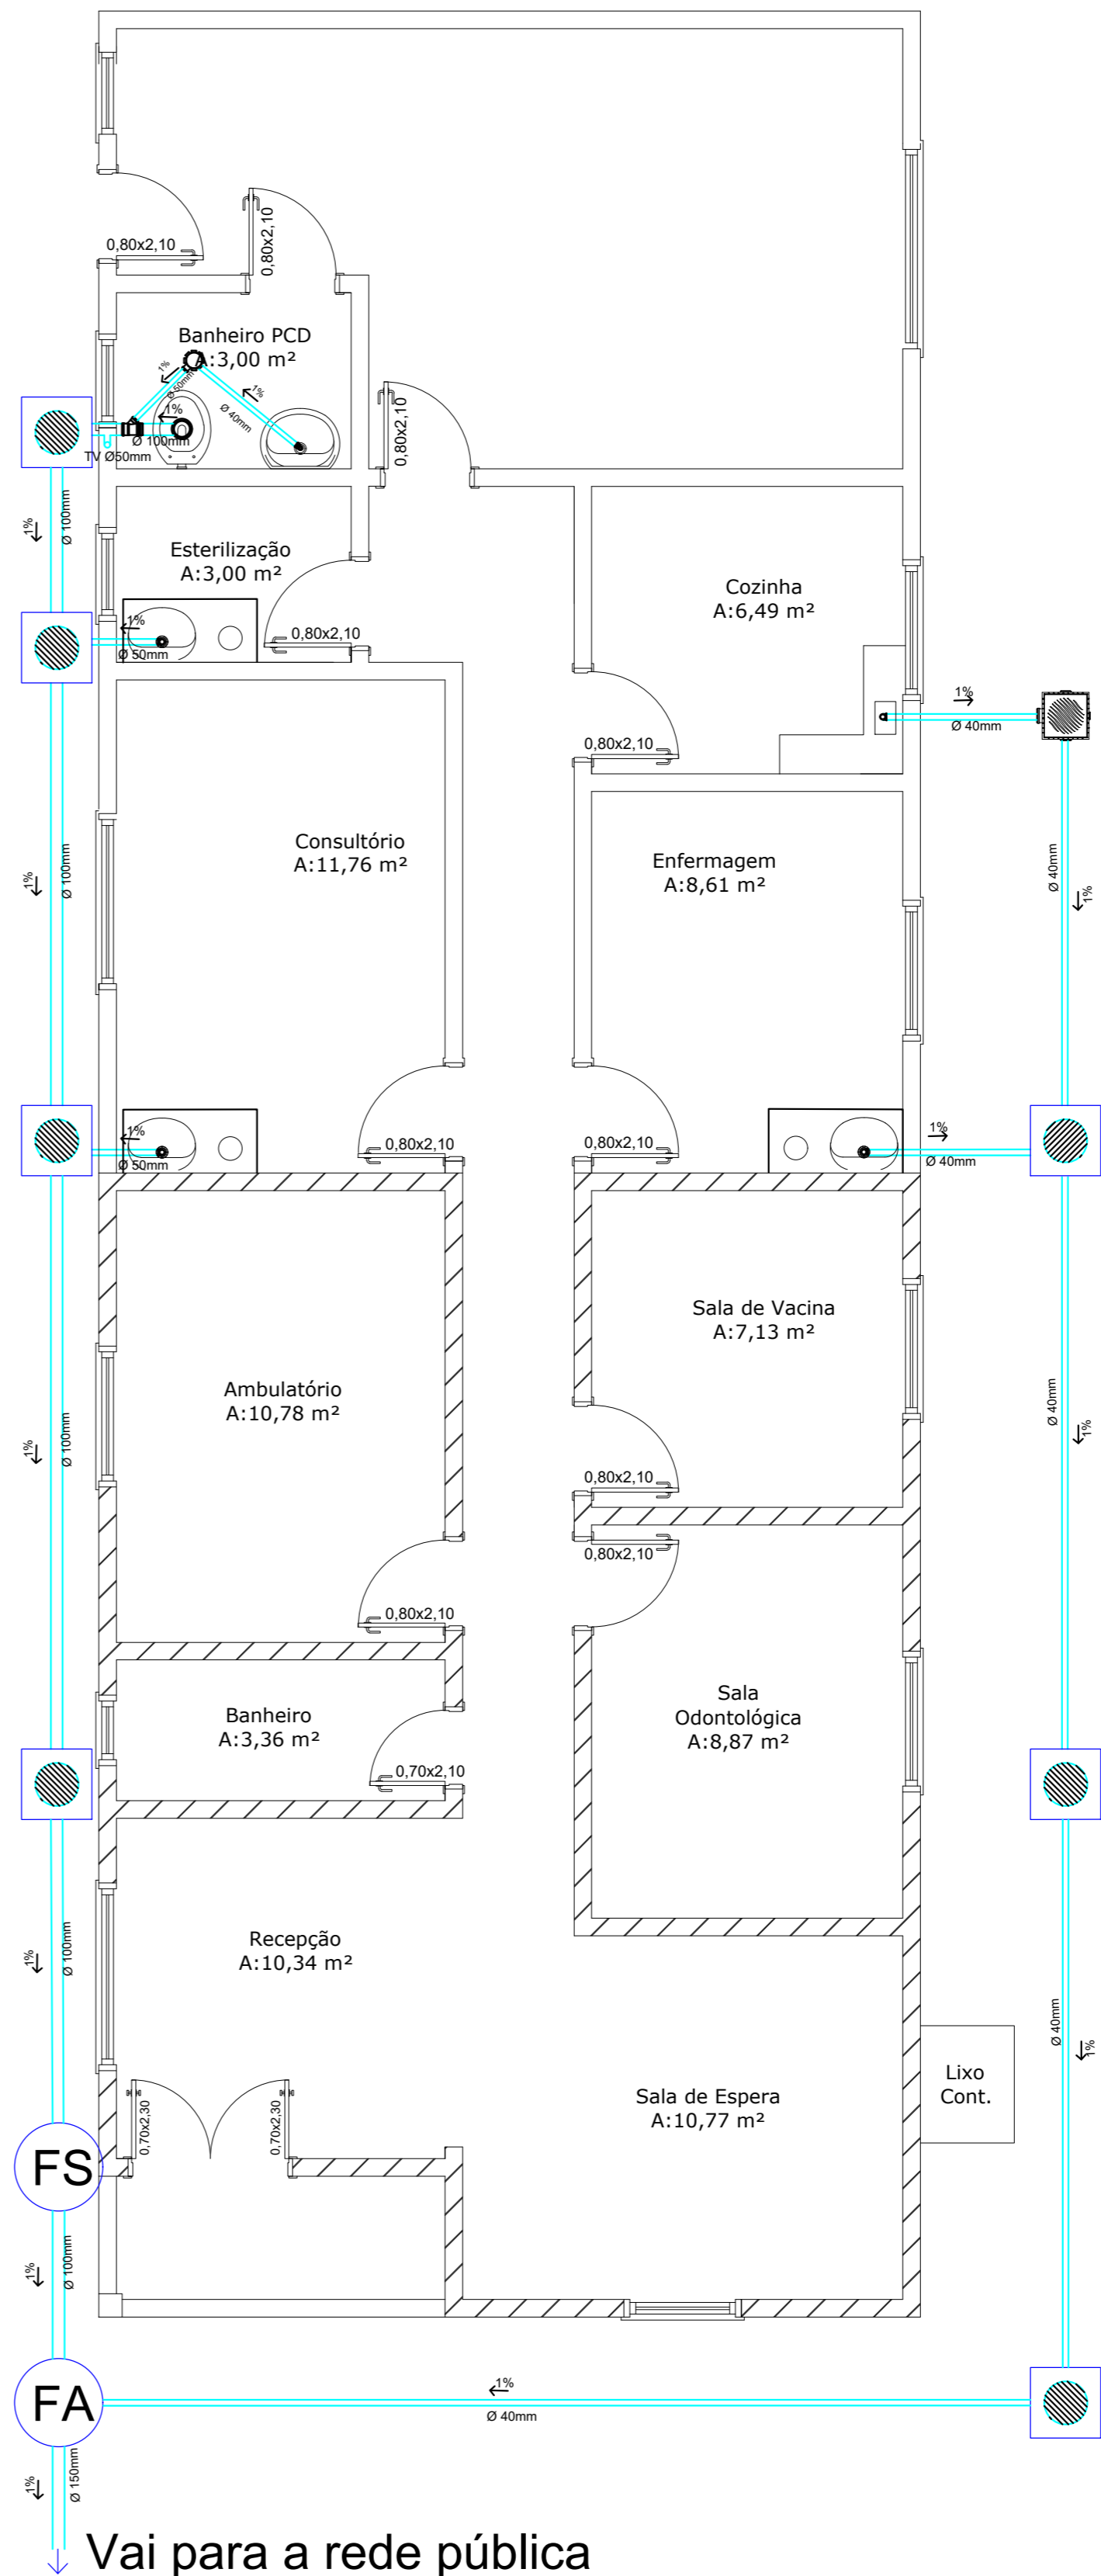 0,80x2,10
0,80x2,10
Banheiro PCD
A:3,00 m²
1%
Ø 50mm
1%
Ø 40mm
1%
Ø 100mm
TV Ø50mm
0,80x2,10
1%
Ø 100mm
Esterilização
A:3,00 m²
1%
Ø 50mm
0,80x2,10
Cozinha
A:6,49 m²
1%
Ø 40mm
0,80x2,10
Consultório
A:11,76 m²
Enfermagem
A:8,61 m²
1%
Ø 100mm
Ø 40mm
1%
1%
Ø 50mm
0,80x2,10
0,80x2,10
1%
Ø 40mm
Sala de Vacina
A:7,13 m²
Ambulatório
A:10,78 m²
1%
Ø 100mm
Ø 40mm
1%
0,80x2,10
0,80x2,10
0,80x2,10
Banheiro
A:3,36 m²
0,70x2,10
Sala
Odontológica
A:8,87 m²
Recepção
A:10,34 m²
1%
Ø 100mm
Ø 40mm
1%
Lixo
Cont.
Sala de Espera
A:10,77 m²
0,70x2,30
0,70x2,30
FS
1%
Ø 100mm
FA
1%
Ø 40mm
1%
Ø 150mm
Vai para a rede pública